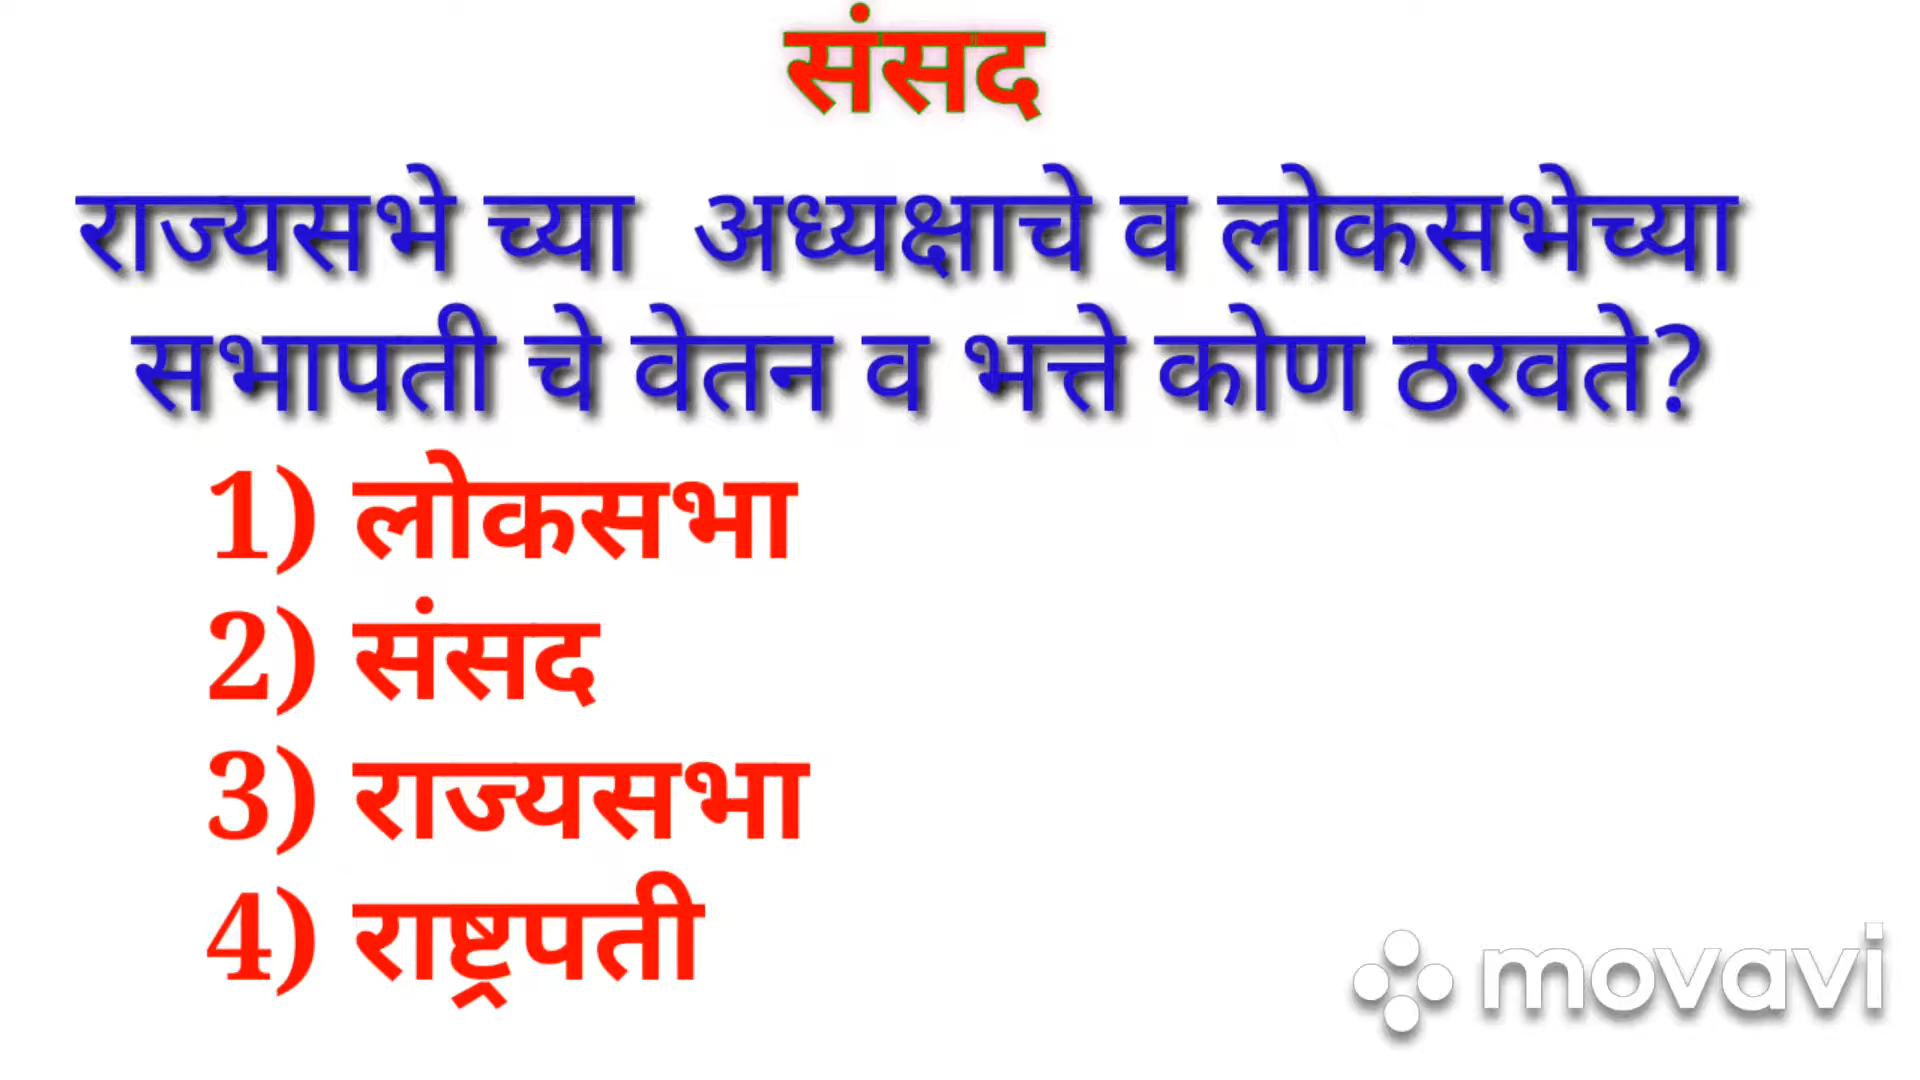 संसद
राज्यसभे च्या अध्यक्षाचे व लोकसभेच्या
सभापती चे वेतन व भत्ते कोण ठरवते?
1) लोकसभा
2) संसद
3) राज्यसभा
4) राष्ट्रपती
movavi